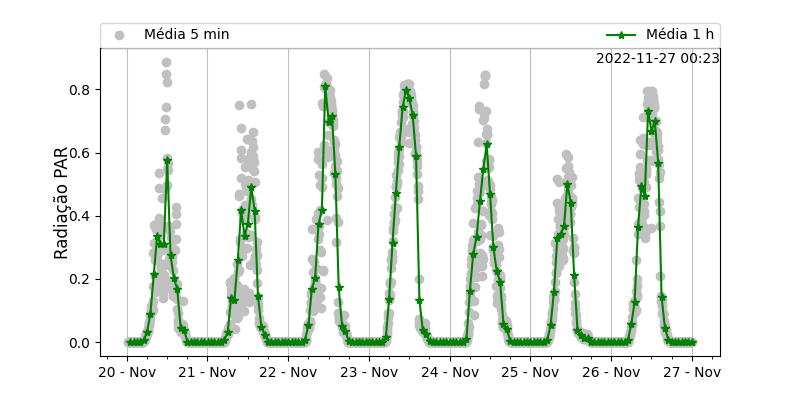 Média 5 min Média 1 h
2022-11-27 00:23
Radiação PAR
0.8
0.6
0.4
0.2
0.0
20 - Nov 21 - Nov 22 - Nov 23 - Nov 24 - Nov 25 - Nov 26 - Nov 27 - Nov